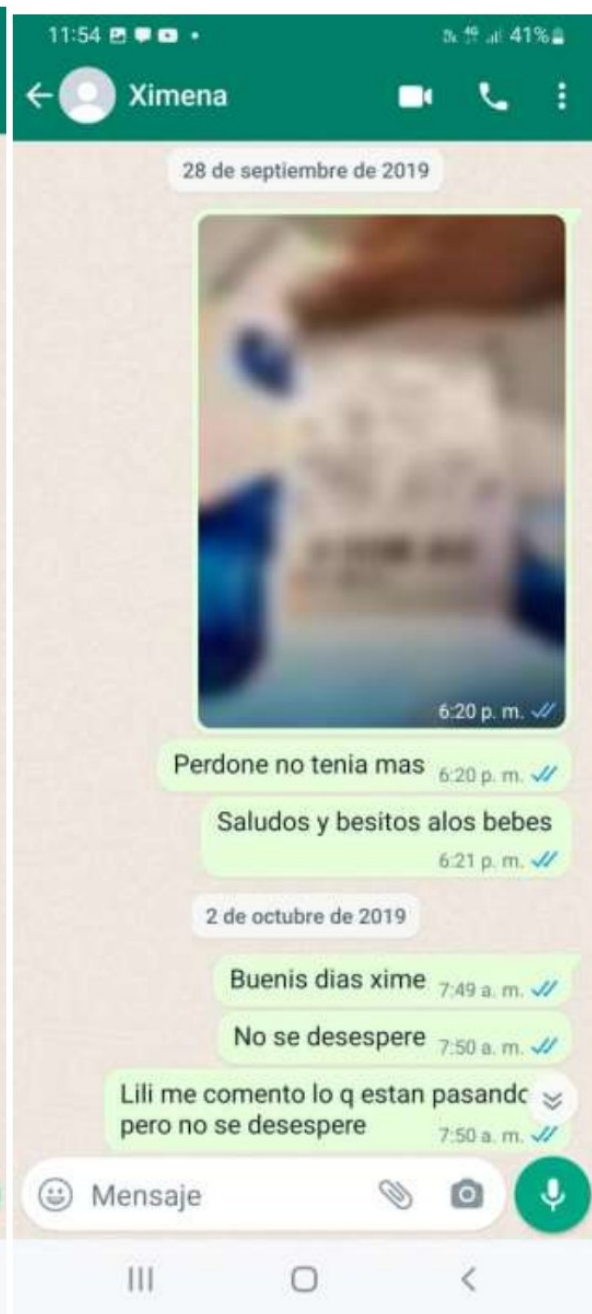 11:54
41%
Ximena
28 de septiembre de 2019
6:20 p. m.
Perdone no tenia mas 6:20 p. m.
Saludos y besitos alos bebes
6:21 p. m.
2 de octubre de 2019
Buenis dias xime 7:49 a. m.
No se desespere 7:50 a. m.
Lili me comento lo q estan pasando
pero no se desespere 7:50 a. m.
Mensaje